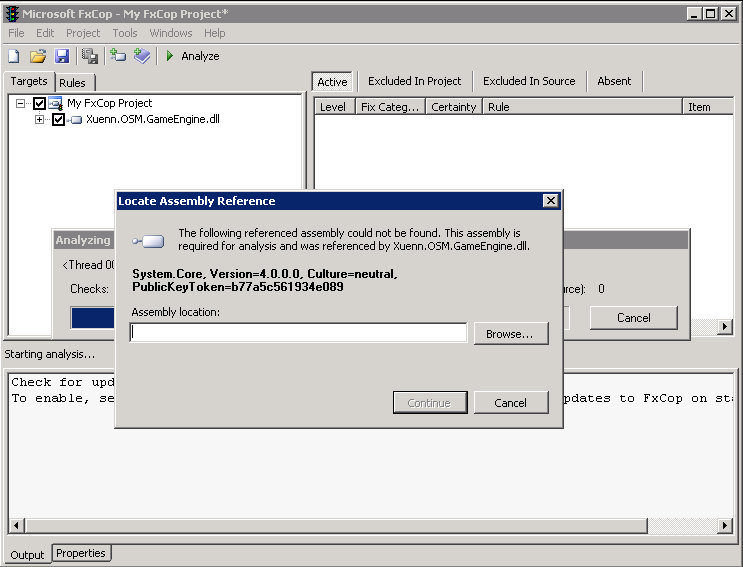 Microsoft FxCop - My FxCop Project*
File Edit Project Tools Windows Help
Analyze
Targets Rules
My FxCop Project
Xuenn.OSM.GameEngine.dll
Active Excluded In Project Excluded In Source Absent
Level Fix Categ... Certainty Rule Item
Analyzing
<Thread 00
Checks:
urce): 0
Cancel
Locate Assembly Reference
The following referenced assembly could not be found. This assembly is
required for analysis and was referenced by Xuenn.OSM.GameEngine.dll.
System.Core, Version=4.0.0.0, Culture=neutral,
PublicKeyToken=b77a5c561934e089
Assembly location:
Browse...
Continue Cancel
Starting analysis...
Check for upd
To enable, se pdates to FxCop on sta
Output Properties